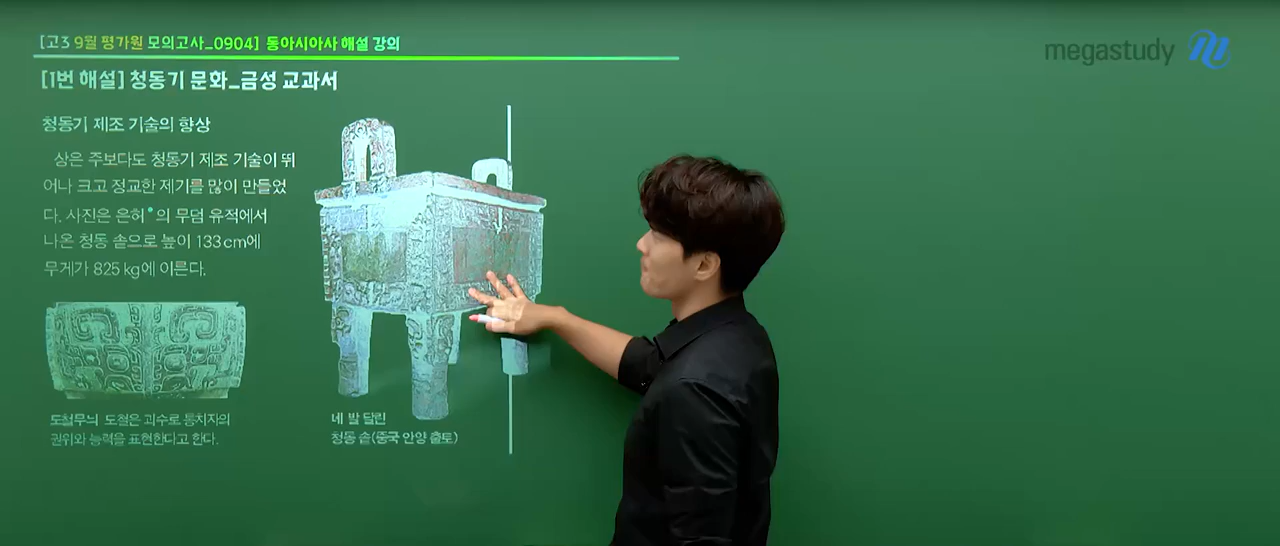 [고3 9월 평가원 모의고사_0904] 동아시아사 해설 강의
megastudy
[1번 해설] 청동기 문화_금성 교과서
청동기 제조 기술의 향상
상은 주보다도 청동기 제조 기술이 뛰
어나 크고 정교한 제기를 많이 만들었
다. 사진은 은허●의 무덤 유적에서
나온 청동 솥으로 높이 133cm에
무게가 825kg에 이른다.
도철무늬 도철은 괴수로 통치자의
권위와 능력을 표현한다고 한다.
네 발 달린
청동 솥(중국 안양 출토)